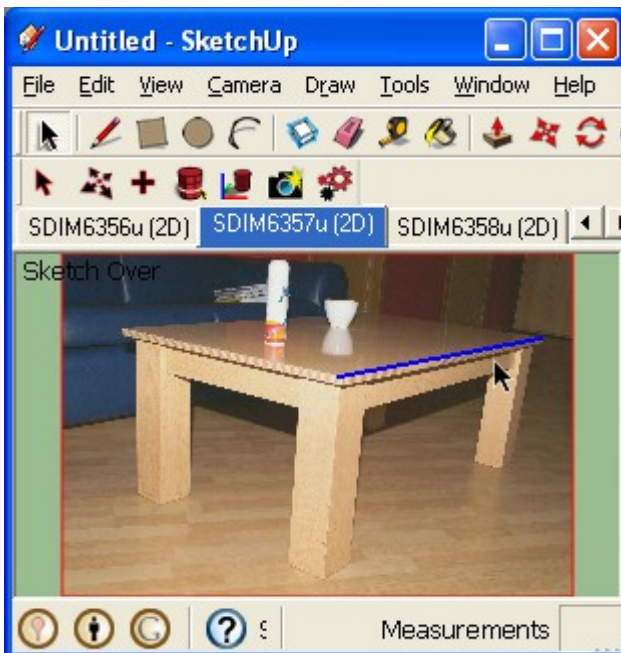 Untitled - SketchUp
File Edit View Camera Draw Tools Window Help
SDIM6356u (2D) SDIM6357u (2D) SDIM6358u (2D)
Sketch Over
Measurements